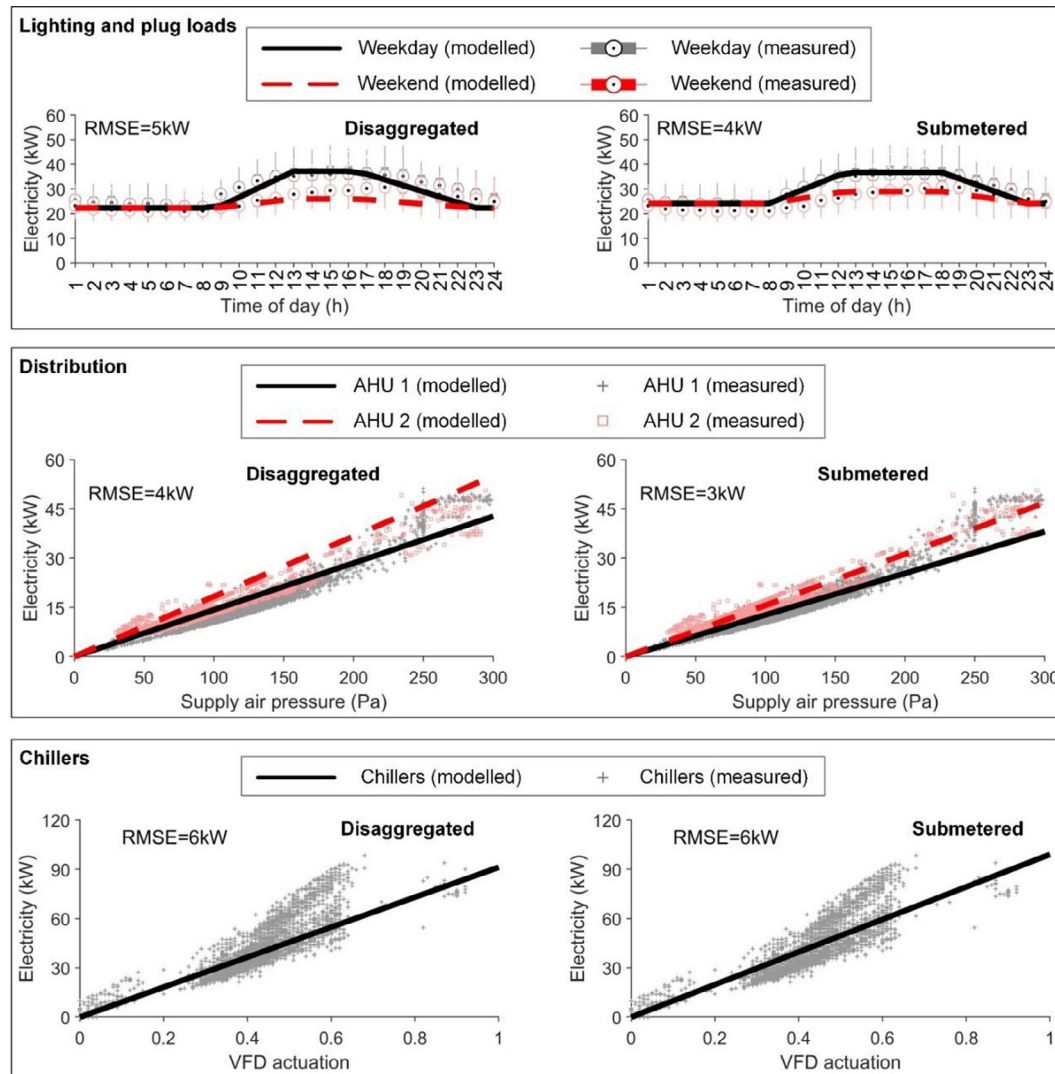 Lighting and plug loads
Weekday (modelled) Weekday (measured)
Weekend (modelled) Weekend (measured)
60 RMSE=5kW Disaggregated
50
40
30
20
10
0
Electricity (kW)
1 2 3 4 5 6 7 8 9 10 11 12 13 14 15 16 17 18 19 20 21 22 23 24
Time of day (h)
60 RMSE=4kW Submetered
50
40
30
20
10
0
Electricity (kW)
1 2 3 4 5 6 7 8 9 10 11 12 13 14 15 16 17 18 19 20 21 22 23 24
Time of day (h)
Distribution
AHU 1 (modelled) AHU 1 (measured)
AHU 2 (modelled) AHU 2 (measured)
60 Disaggregated
RMSE=4kW
45
30
15
0
Electricity (kW)
0 50 100 150 200 250 300
Supply air pressure (Pa)
60 Submetered
RMSE=3kW
45
30
15
0
Electricity (kW)
0 50 100 150 200 250 300
Supply air pressure (Pa)
Chillers
Chillers (modelled) Chillers (measured)
120 RMSE=6kW Disaggregated
90
60
30
0
Electricity (kW)
0 0.2 0.4 0.6 0.8 1
VFD actuation
120 RMSE=6kW Submetered
90
60
30
0
Electricity (kW)
0 0.2 0.4 0.6 0.8 1
VFD actuation